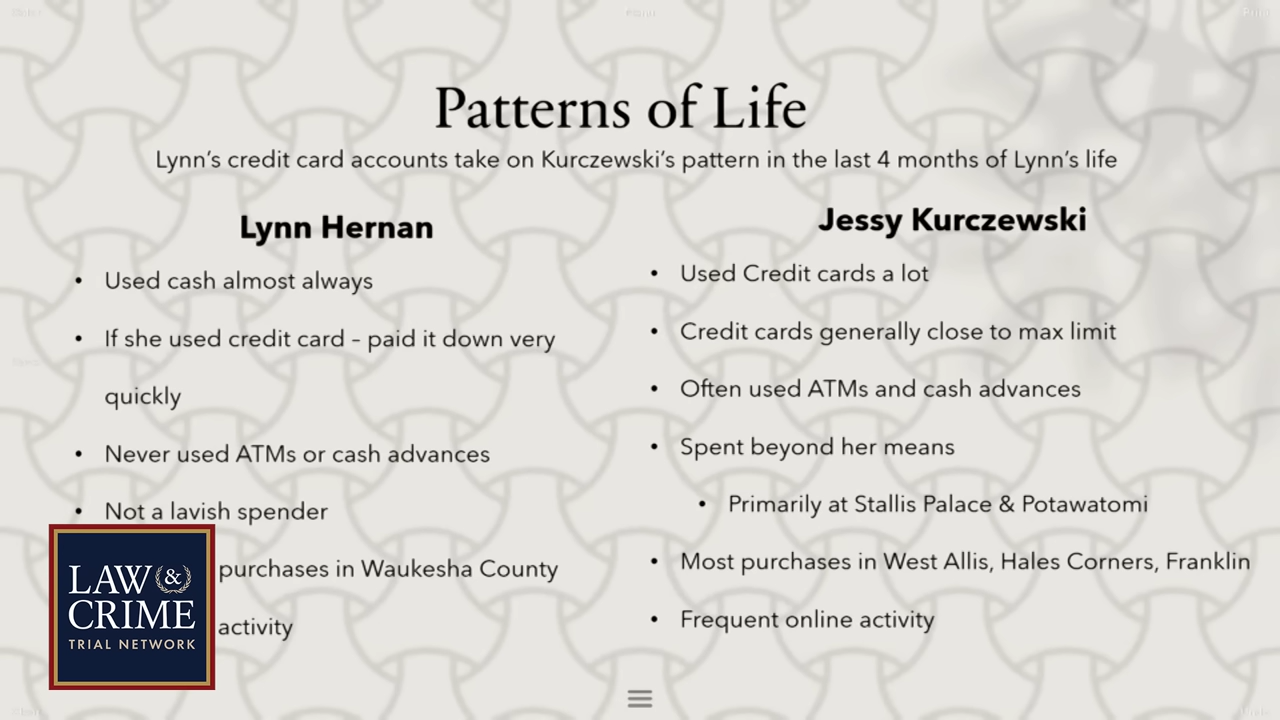 Patterns of Life
Lynn's credit card accounts take on Kurczewski's pattern in the last 4 months of Lynn's life
Lynn Hernan
• Used cash almost always
• If she used credit card – paid it down very
quickly
• Never used ATMs or cash advances
• Not a lavish spender
purchases in Waukesha County
activity
Jessy Kurczewski
• Used Credit cards a lot
• Credit cards generally close to max limit
• Often used ATMs and cash advances
• Spent beyond her means
• Primarily at Stallis Palace & Potawatomi
• Most purchases in West Allis, Hales Corners, Franklin
• Frequent online activity
LAW &
CRIME
TRIAL NETWORK